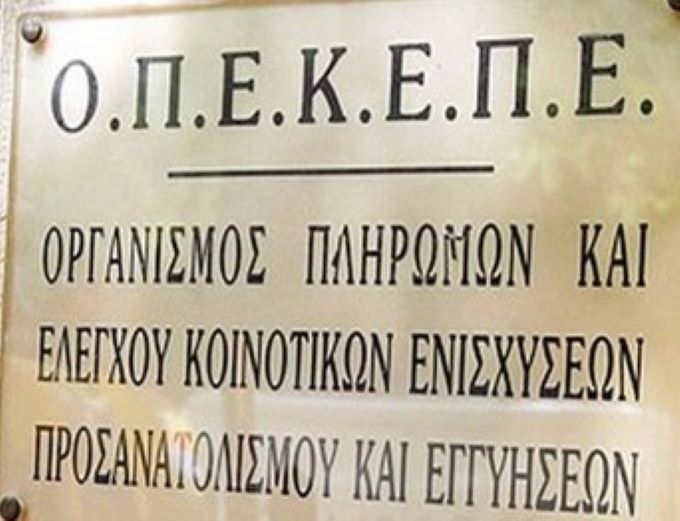 Ο.Π.Ε.Κ.Ε.Π.Ε.
ΟΡΓΑΝΙΣΜΟΣ ΠΛΗΡΩΜΩΝ ΚΑΙ
ΕΛΕΓΧΟΥ ΚΟΙΝΟΤΙΚΩΝ ΕΝΙΣΧΥΣΕΩΝ
ΠΡΟΣΑΝΑΤΟΛΙΣΜΟΥ ΚΑΙ ΕΓΓΥΗΣΕΩΝ